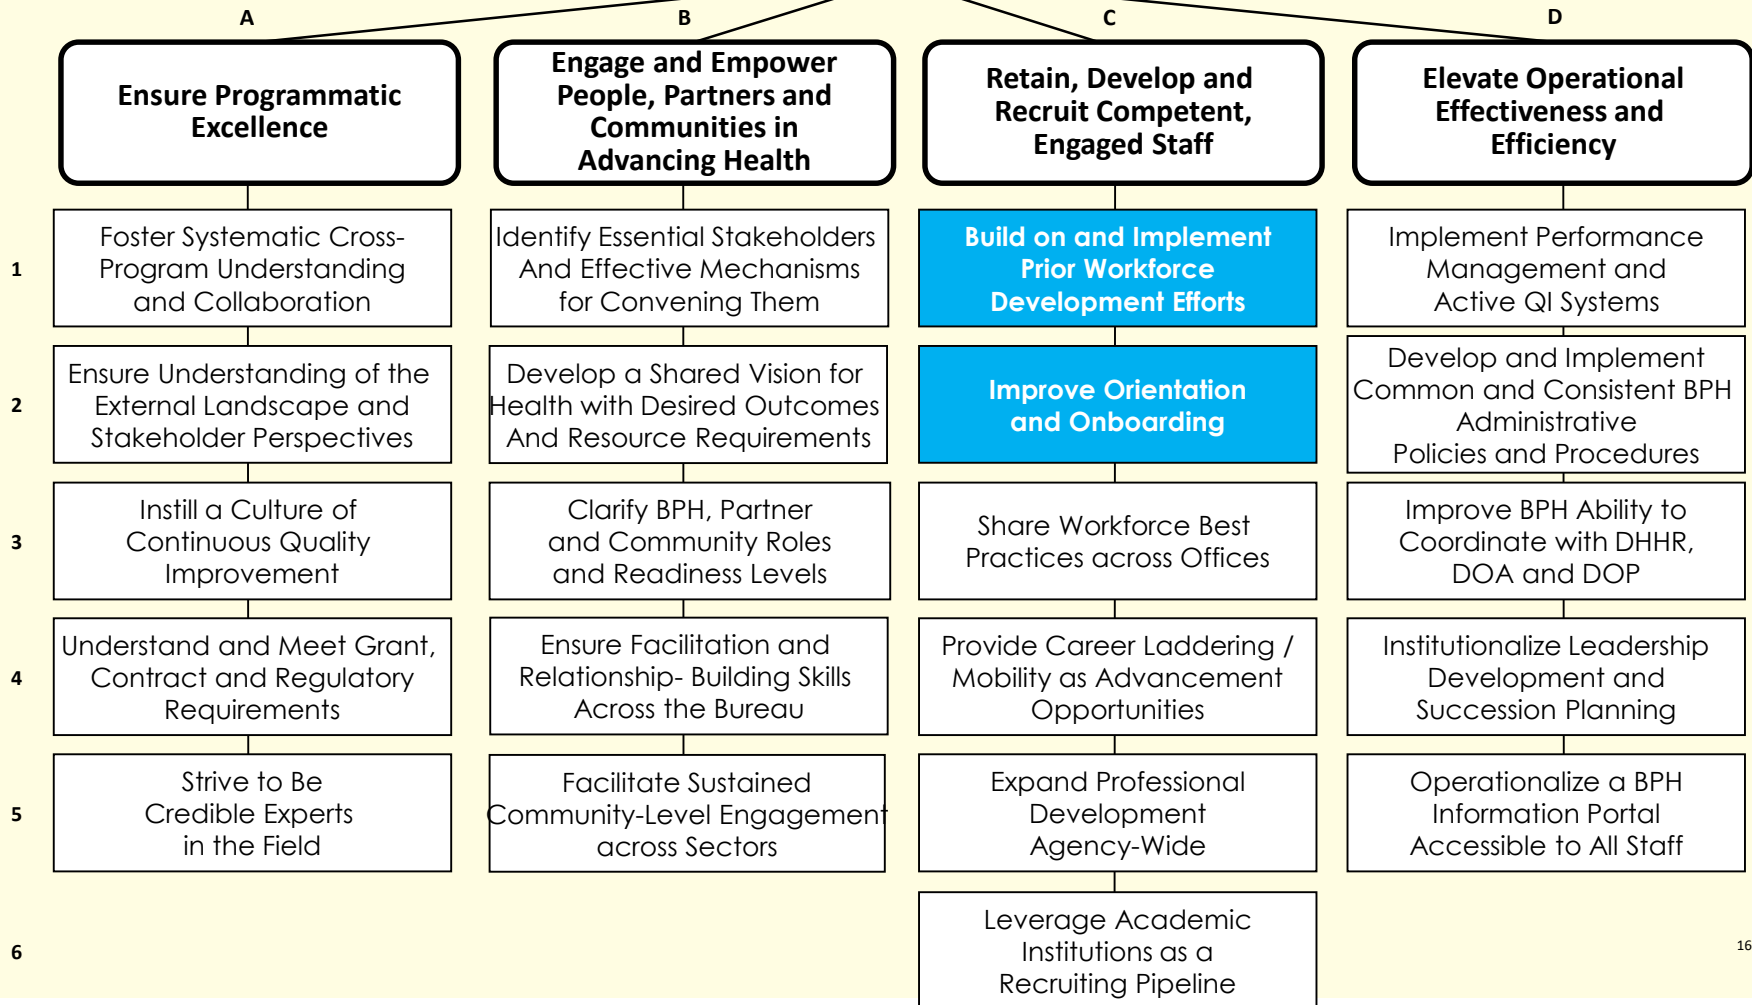 A
B
C
D
Ensure Programmatic
Excellence
Engage and Empower
People, Partners and
Communities in
Advancing Health
Retain, Develop and
Recruit Competent,
Engaged Staff
Elevate Operational
Effectiveness and
Efficiency
1
Foster Systematic Cross-
Program Understanding
and Collaboration
Identify Essential Stakeholders
And Effective Mechanisms
for Convening Them
Build on and Implement
Prior Workforce
Development Efforts
Implement Performance
Management and
Active QI Systems
2
Ensure Understanding of the
External Landscape and
Stakeholder Perspectives
Develop a Shared Vision for
Health with Desired Outcomes
And Resource Requirements
Improve Orientation
and Onboarding
Develop and Implement
Common and Consistent BPH
Administrative
Policies and Procedures
3
Instill a Culture of
Continuous Quality
Improvement
Clarify BPH, Partner
and Community Roles
and Readiness Levels
Share Workforce Best
Practices across Offices
Improve BPH Ability to
Coordinate with DHHR,
DOA and DOP
4
Understand and Meet Grant,
Contract and Regulatory
Requirements
Ensure Facilitation and
Relationship- Building Skills
Across the Bureau
Provide Career Laddering /
Mobility as Advancement
Opportunities
Institutionalize Leadership
Development and
Succession Planning
5
Strive to Be
Credible Experts
in the Field
Facilitate Sustained
Community-Level Engagement
across Sectors
Expand Professional
Development
Agency-Wide
Operationalize a BPH
Information Portal
Accessible to All Staff
6
Leverage Academic
Institutions as a
Recruiting Pipeline
16